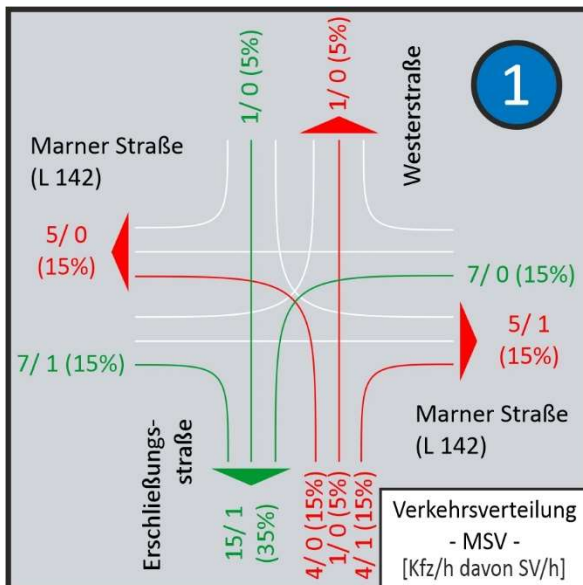 1/ 0 (5%)
1/ 0 (5%)
Westerstraße
1
Marner Straße
(L 142)
5/ 0
(15%)
7/ 0 (15%)
7/ 1 (15%)
5/ 1
(15%)
Marner Straße
(L 142)
Erschließungs-
straße
15/ 1
(35%)
4/ 0 (15%)
1/ 0 (5%)
4/ 1 (15%)
Verkehrsverteilung
- MSV -
[Kfz/h davon SV/h]